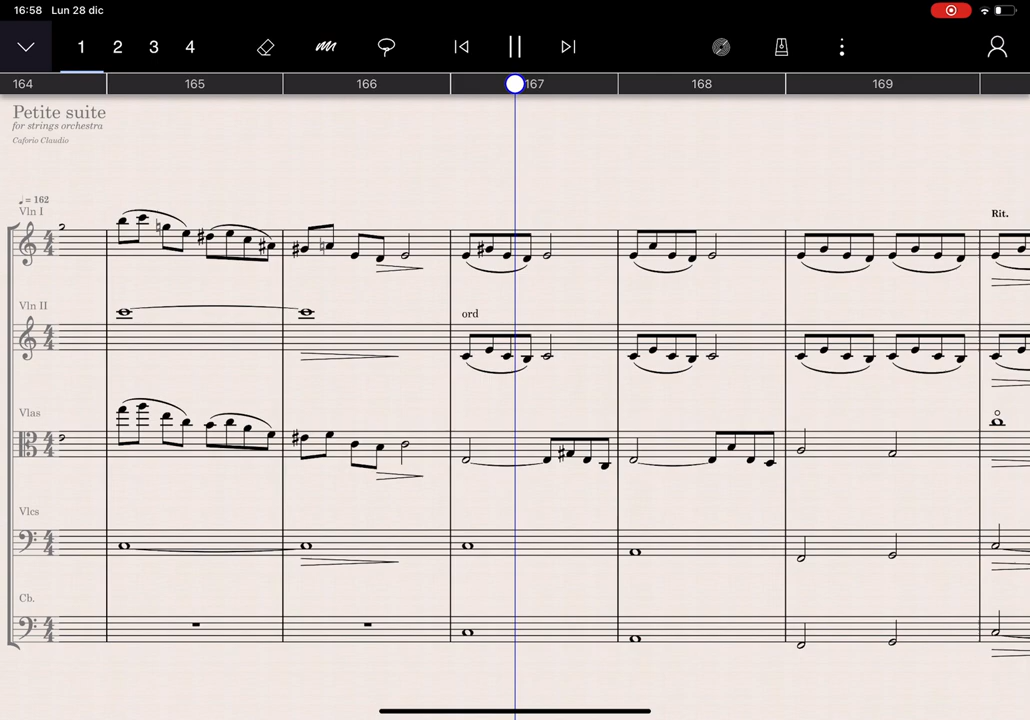 16:58 Lun 28 dic
1 2 3 4
164 165 166 167 168 169
Petite suite
for strings orchestra
Caforio Claudio
♩ = 162
Vln I
Rit.
Vln II
ord
Vlas
Vlcs
Cb.